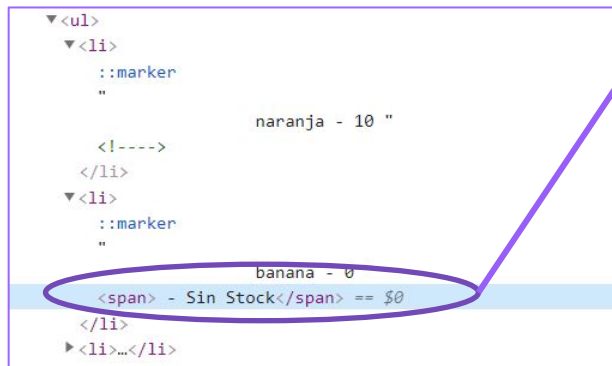 ▼<ul>
▼<li>
::marker
"
naranja - 10 "
<!---->
</li>
▼<li>
::marker
"
banana - 0
<span> - Sin Stock</span> == $0
</li>
▶<li>…</li>